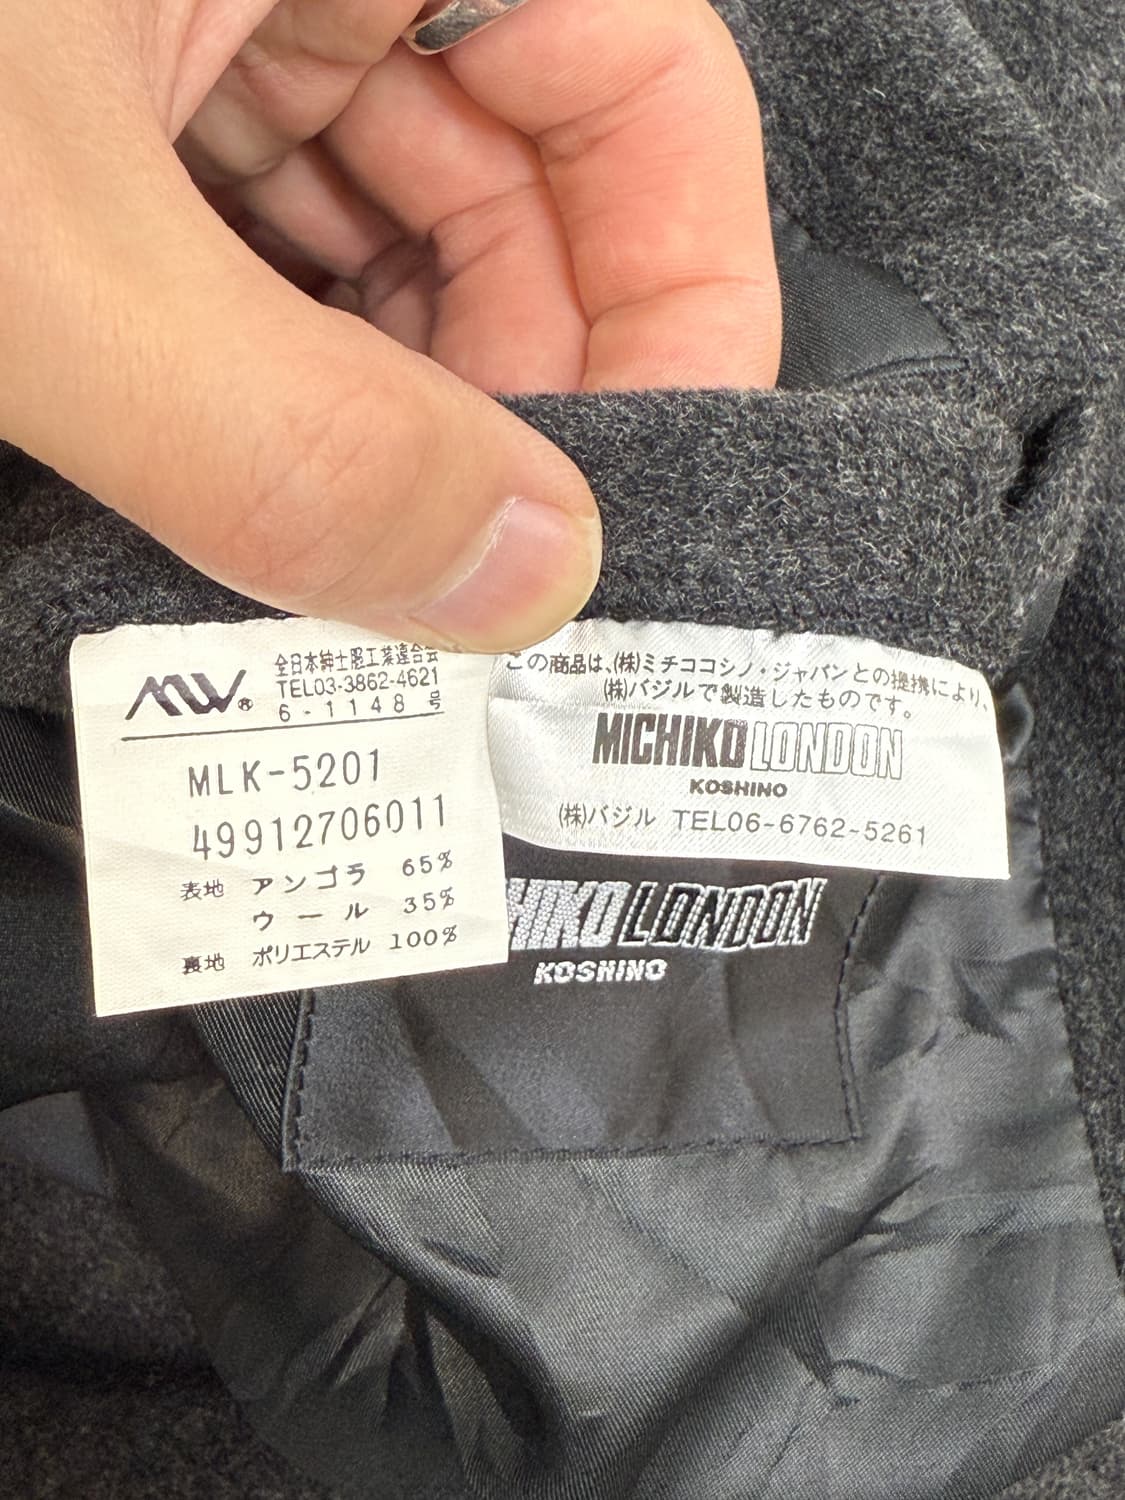 MW®
全日本紳士服工業連合会
TEL03-3862-4621
6-1148号
MLK-5201
49912706011
表地 アンゴラ 65%
ウール 35%
裏地 ポリエステル 100%
この商品は、(株)ミチココシノ・ジャパンとの提携により、
(株)バジルで製造したものです。
MICHIKO LONDON
KOSHINO
(株)バジル TEL06-6762-5261
HIKO LONDON
KOSHINO